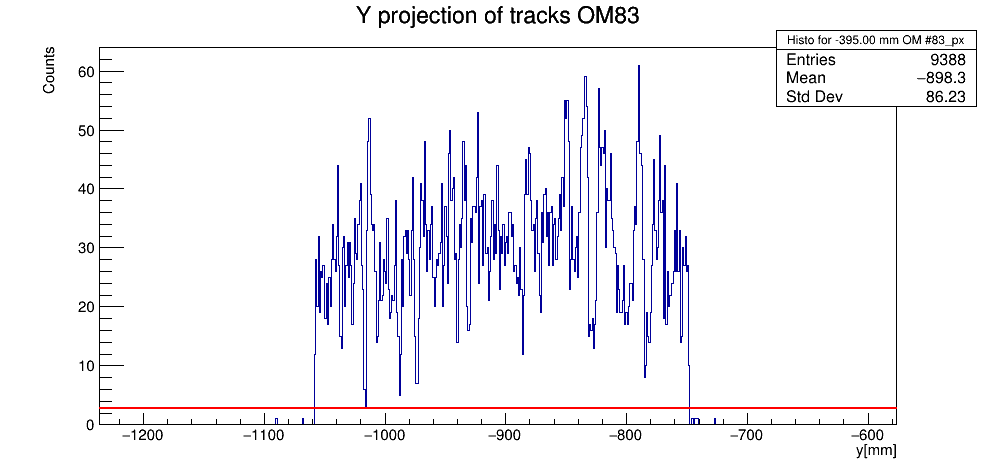 Y projection of tracks OM83
Histo for -395.00 mm OM #83_px
Entries 9388
Mean −898.3
Std Dev 86.23
Counts
60
50
40
30
20
10
0
−1200 −1100 −1000 −900 −800 −700 −600
y[mm]